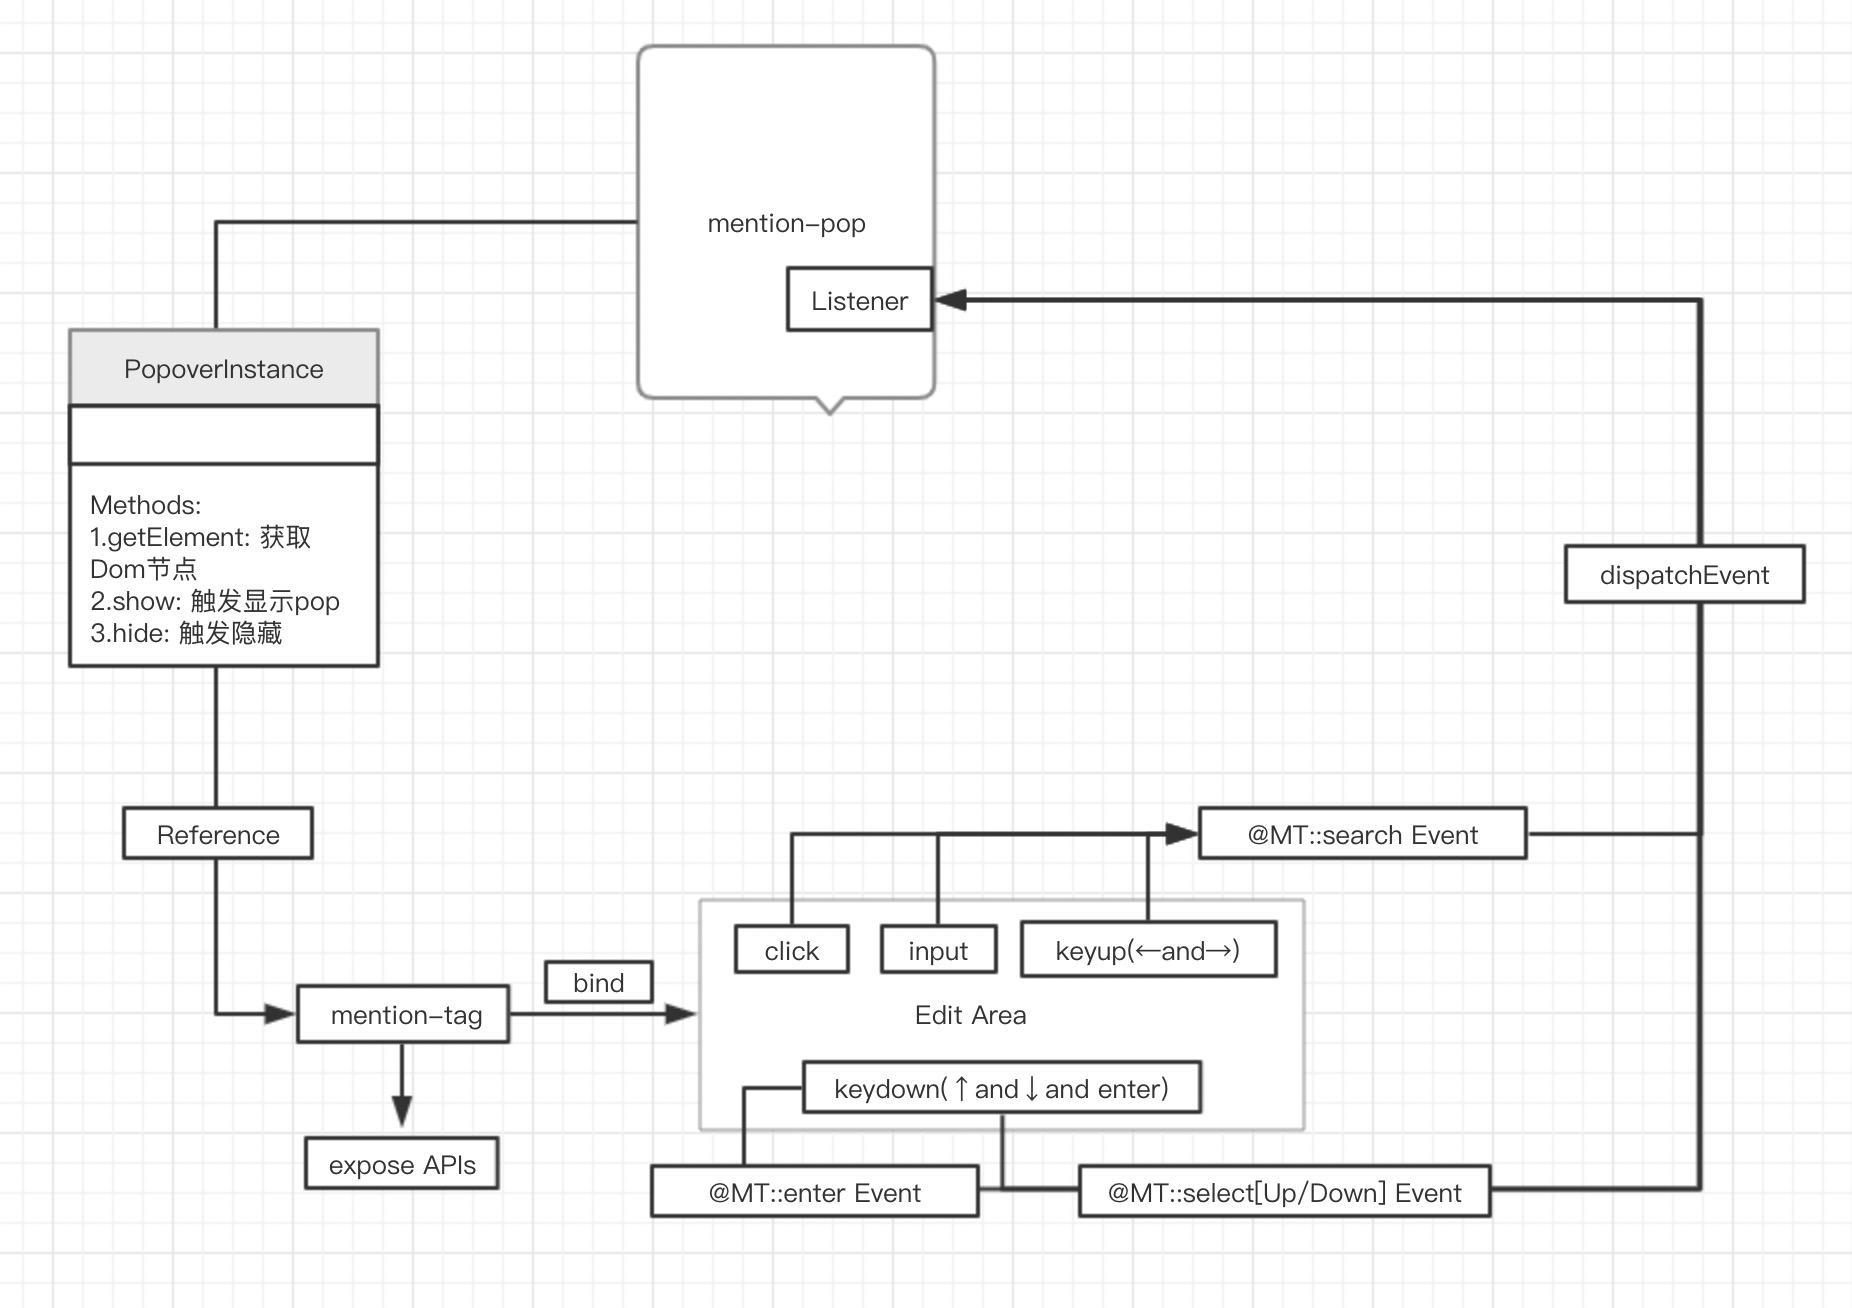 mention-pop
Listener
PopoverInstance
Methods:
1.getElement: 获取
Dom节点
2.show: 触发显示pop
3.hide: 触发隐藏
dispatchEvent
Reference
@MT::search Event
click
input
keyup(←and→)
bind
mention-tag
Edit Area
keydown(↑and↓and enter)
expose APIs
@MT::enter Event
@MT::select[Up/Down] Event